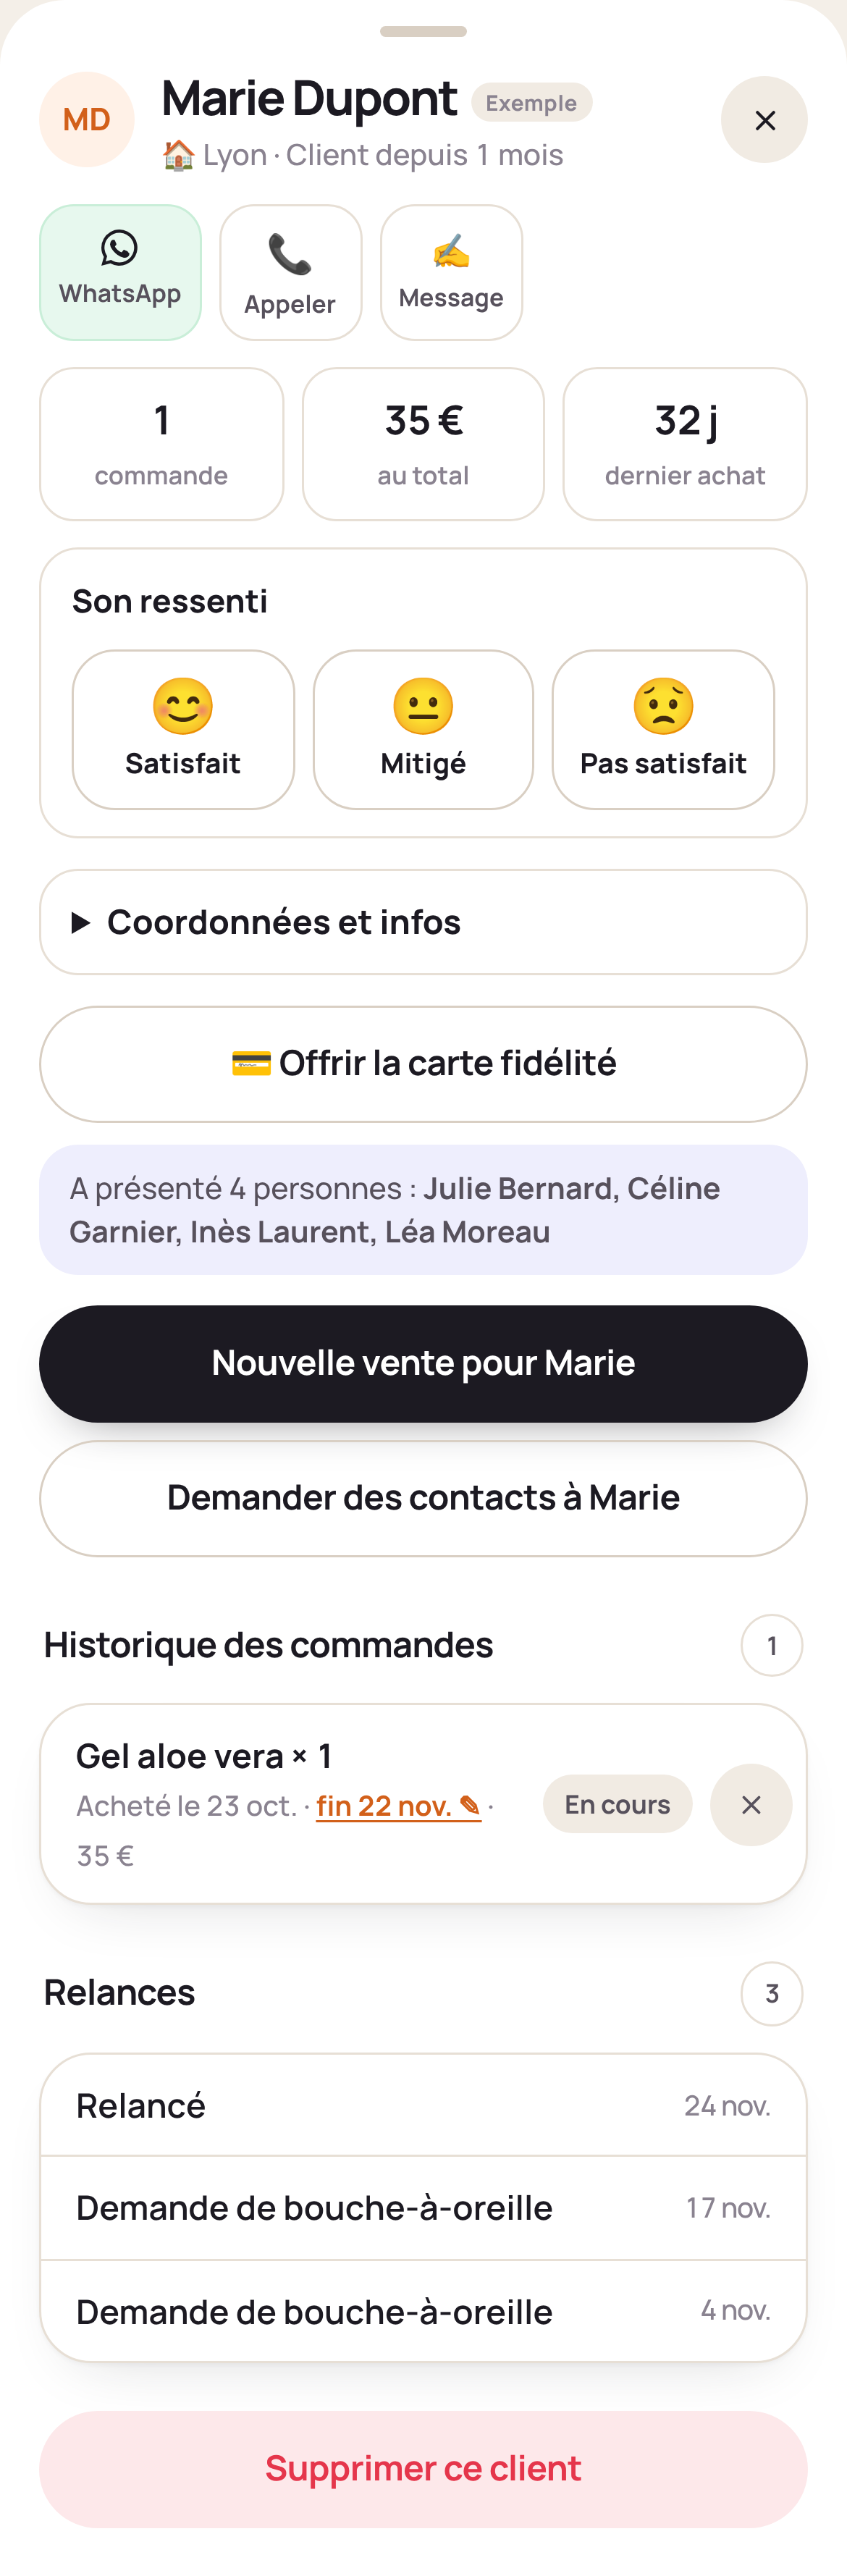 MD
Marie Dupont
Exemple
🏠 Lyon · Client depuis 1 mois
×
WhatsApp
Appeler
Message
1
commande
35 €
au total
32 j
dernier achat
Son ressenti
Satisfait
Mitigé
Pas satisfait
▶ Coordonnées et infos
💳 Offrir la carte fidélité
A présenté 4 personnes : Julie Bernard, Céline
Garnier, Inès Laurent, Léa Moreau
Nouvelle vente pour Marie
Demander des contacts à Marie
Historique des commandes
1
Gel aloe vera × 1
Acheté le 23 oct. · fin 22 nov. ✎ ·
35 €
En cours
×
Relances
3
Relancé
24 nov.
Demande de bouche-à-oreille
17 nov.
Demande de bouche-à-oreille
4 nov.
Supprimer ce client